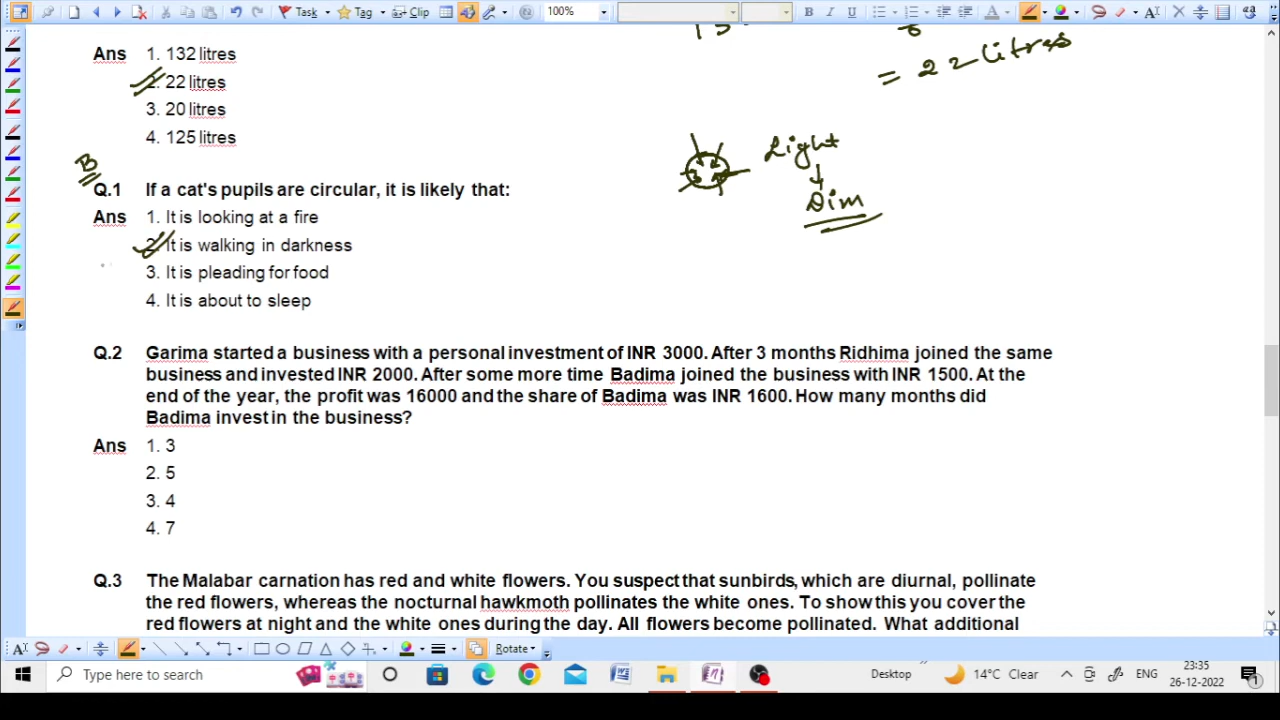 Task
Tag
Clip
100%
B I U
= 22 litres
Ans 1. 132 litres
2. 22 litres
3. 20 litres
4. 125 litres
Light
Dim
B
Q.1 If a cat's pupils are circular, it is likely that:
Ans 1. It is looking at a fire
2. It is walking in darkness
3. It is pleading for food
4. It is about to sleep
Q.2 Garima started a business with a personal investment of INR 3000. After 3 months Ridhima joined the same
business and invested INR 2000. After some more time Badima joined the business with INR 1500. At the
end of the year, the profit was 16000 and the share of Badima was INR 1600. How many months did
Badima invest in the business?
Ans 1. 3
2. 5
3. 4
4. 7
Q.3 The Malabar carnation has red and white flowers. You suspect that sunbirds, which are diurnal, pollinate
the red flowers, whereas the nocturnal hawkmoth pollinates the white ones. To show this you cover the
red flowers at night and the white ones during the day. All flowers become pollinated. What additional
Rotate
Type here to search
Desktop
14°C Clear
ENG
23:35
26-12-2022